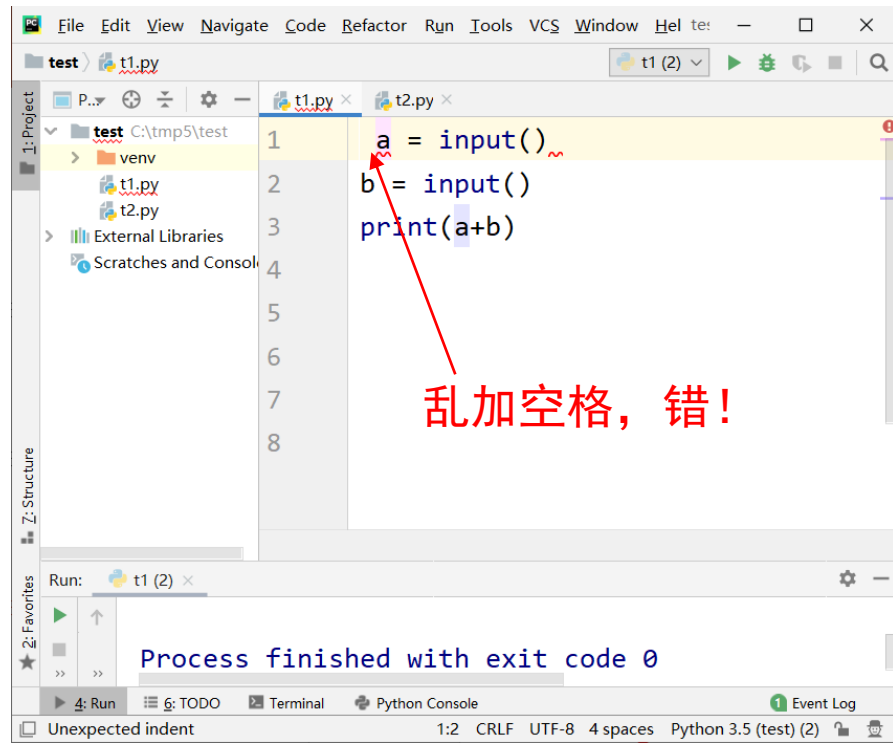 PC File Edit View Navigate Code Refactor Run Tools VCS Window Hel
test t1.py t1 (2)
1: Project
P.. t1.py t2.py
test C:\tmp5\test
venv
t1.py
t2.py
External Libraries
Scratches and Consol
1 a = input()
2 b = input()
3 print(a+b)
4
5
6
7
8
乱加空格，错！
Z: Structure
2: Favorites
Run: t1 (2)
Process finished with exit code 0
4: Run 6: TODO Terminal Python Console 1 Event Log
Unexpected indent 1:2 CRLF UTF-8 4 spaces Python 3.5 (test) (2)